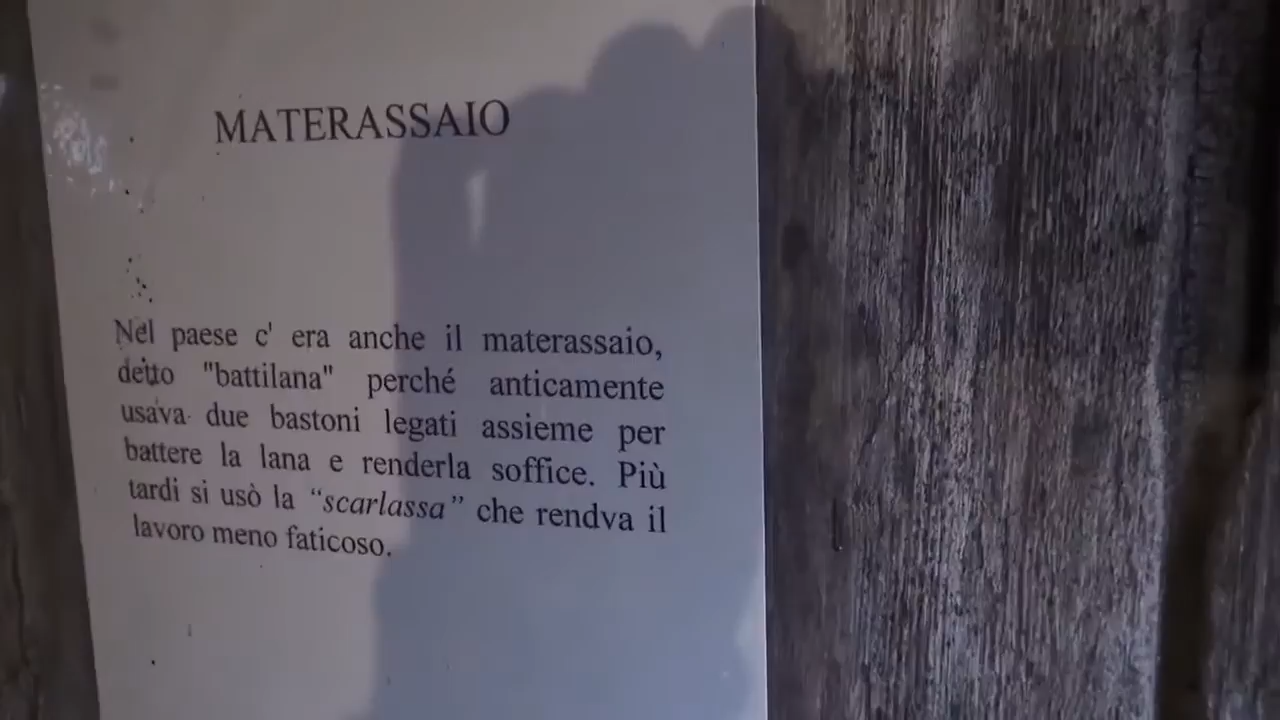 MATERASSAIO
Nel paese c' era anche il materassaio,
detto "battilana" perché anticamente
usava due bastoni legati assieme per
battere la lana e renderla soffice. Più
tardi si usò la “scarlassa” che rendva il
lavoro meno faticoso.